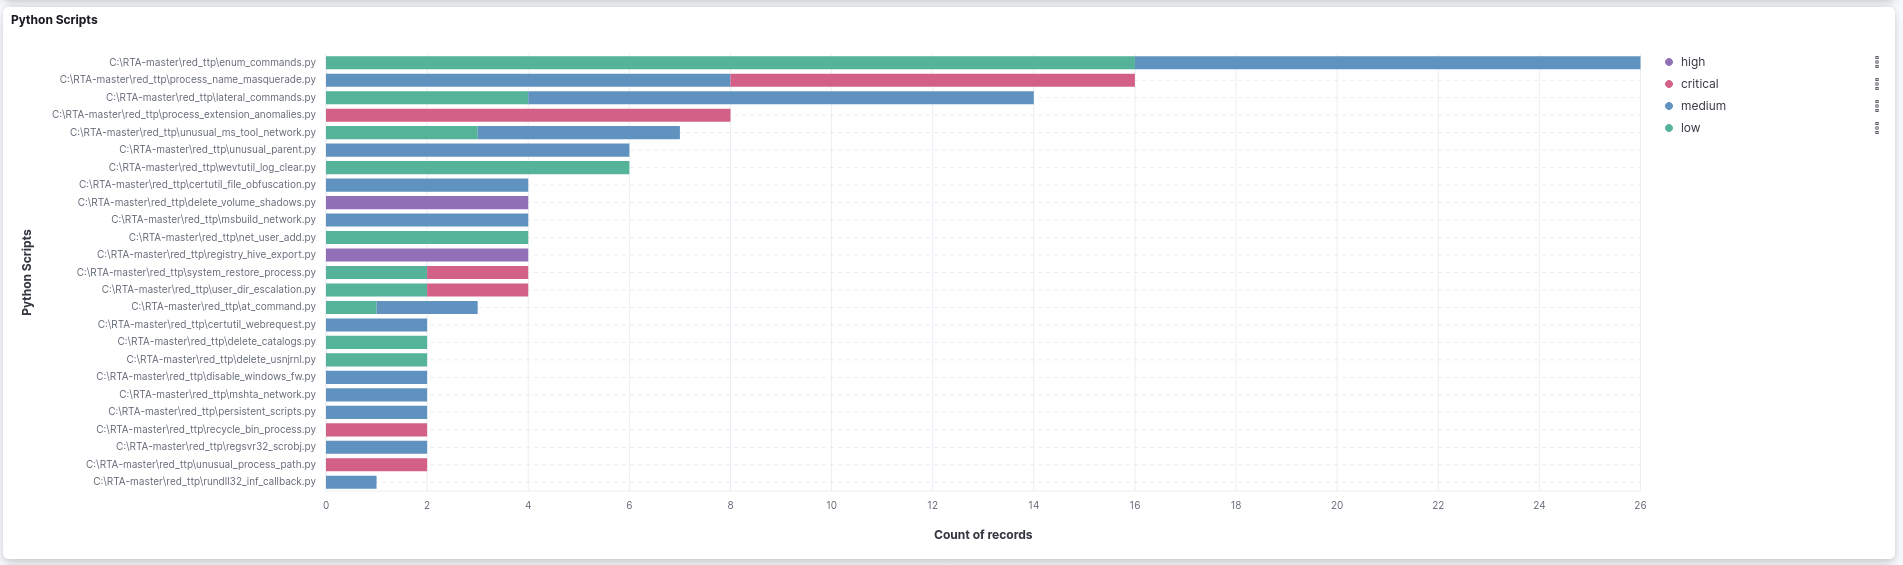 Python Scripts
Python Scripts
C:\RTA-master\red_ttp\enum_commands.py
C:\RTA-master\red_ttp\process_name_masquerade.py
C:\RTA-master\red_ttp\lateral_commands.py
C:\RTA-master\red_ttp\process_extension_anomalies.py
C:\RTA-master\red_ttp\unusual_ms_tool_network.py
C:\RTA-master\red_ttp\unusual_parent.py
C:\RTA-master\red_ttp\wevtutil_log_clear.py
C:\RTA-master\red_ttp\certutil_file_obfuscation.py
C:\RTA-master\red_ttp\delete_volume_shadows.py
C:\RTA-master\red_ttp\msbuild_network.py
C:\RTA-master\red_ttp\net_user_add.py
C:\RTA-master\red_ttp\registry_hive_export.py
C:\RTA-master\red_ttp\system_restore_process.py
C:\RTA-master\red_ttp\user_dir_escalation.py
C:\RTA-master\red_ttp\at_command.py
C:\RTA-master\red_ttp\certutil_webrequest.py
C:\RTA-master\red_ttp\delete_catalogs.py
C:\RTA-master\red_ttp\delete_usnjrnl.py
C:\RTA-master\red_ttp\disable_windows_fw.py
C:\RTA-master\red_ttp\mshta_network.py
C:\RTA-master\red_ttp\persistent_scripts.py
C:\RTA-master\red_ttp\recycle_bin_process.py
C:\RTA-master\red_ttp\regsvr32_scrobj.py
C:\RTA-master\red_ttp\unusual_process_path.py
C:\RTA-master\red_ttp\rundll32_inf_callback.py
0 2 4 6 8 10 12 14 16 18 20 22 24 26
Count of records
high
critical
medium
low